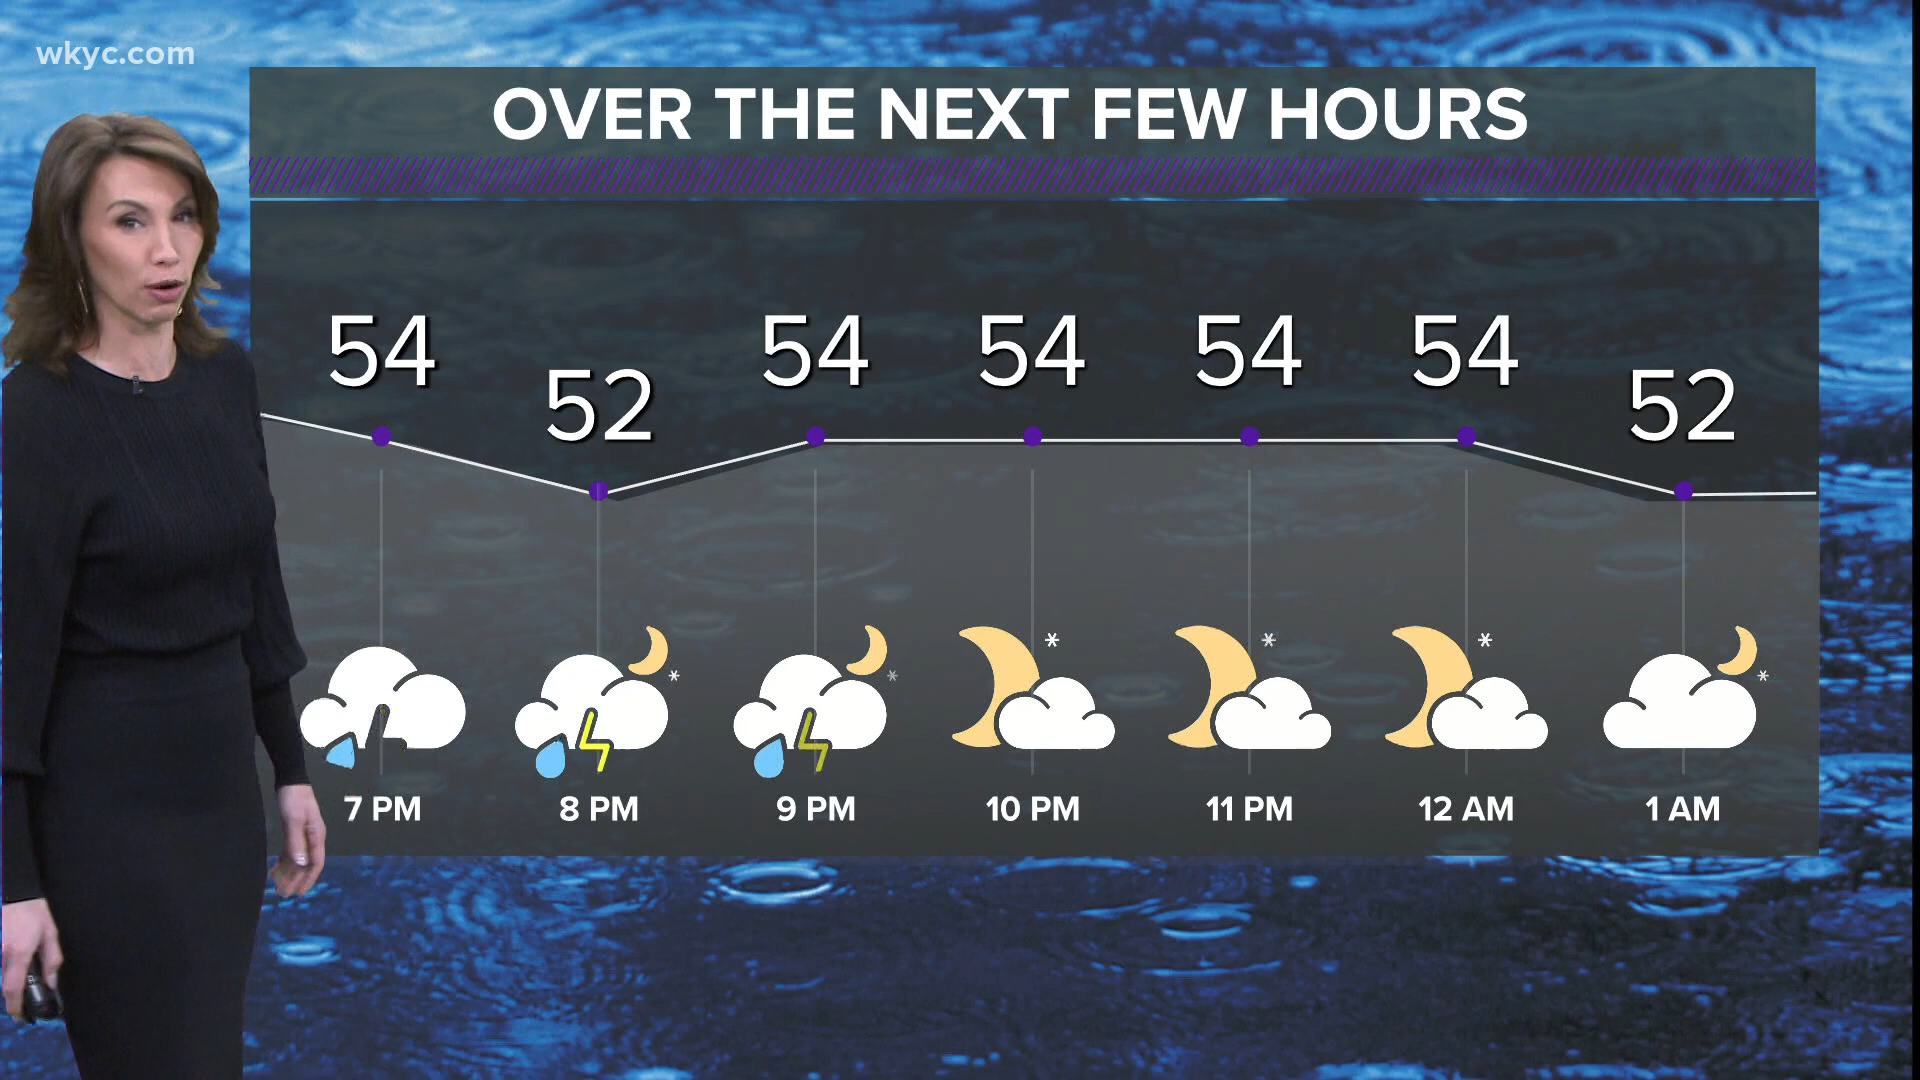 wkyc.com
OVER THE NEXT FEW HOURS
54 52 54 54 54 54 52
7 PM 8 PM 9 PM 10 PM 11 PM 12 AM 1 AM